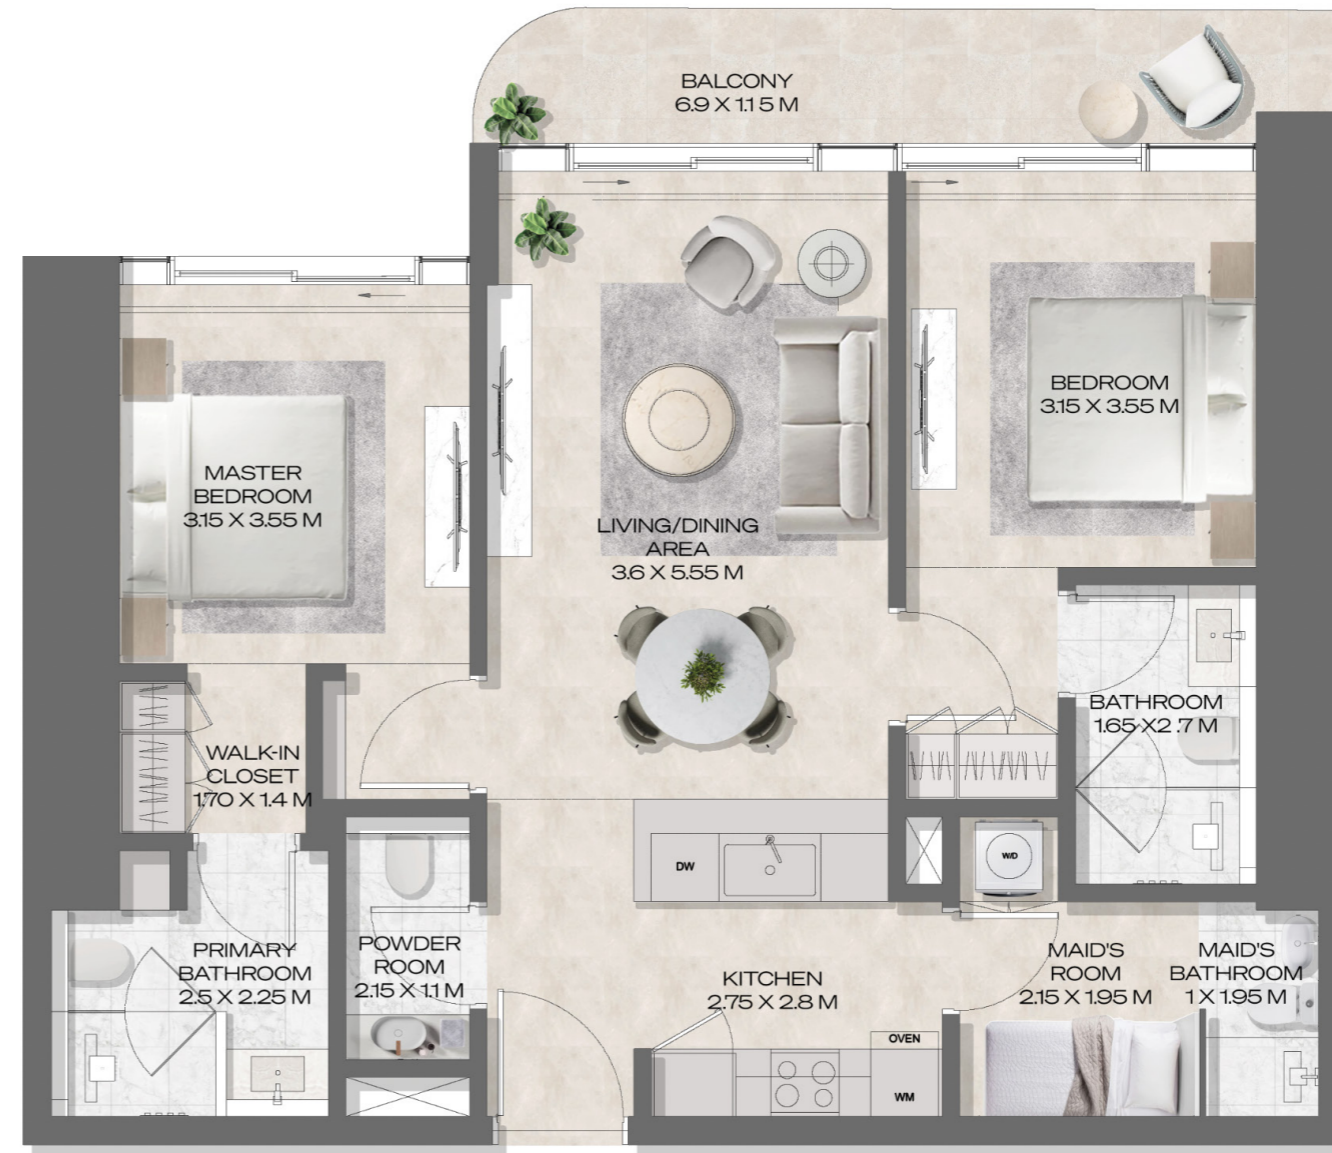 BALCONY
6.9 X 1.15 M
BEDROOM
3.15 X 3.55 M
MASTER
BEDROOM
3.15 X 3.55 M
LIVING/DINING
AREA
3.6 X 5.55 M
BATHROOM
1.65 X2 .7 M
WALK-IN
CLOSET
1.70 X 1.4 M
DW
W/D
PRIMARY
BATHROOM
2.5 X 2.25 M
POWDER
ROOM
2.15 X 1.1 M
KITCHEN
2.75 X 2.8 M
MAID'S
ROOM
2.15 X 1.95 M
MAID'S
BATHROOM
1 X 1.95 M
OVEN
WM